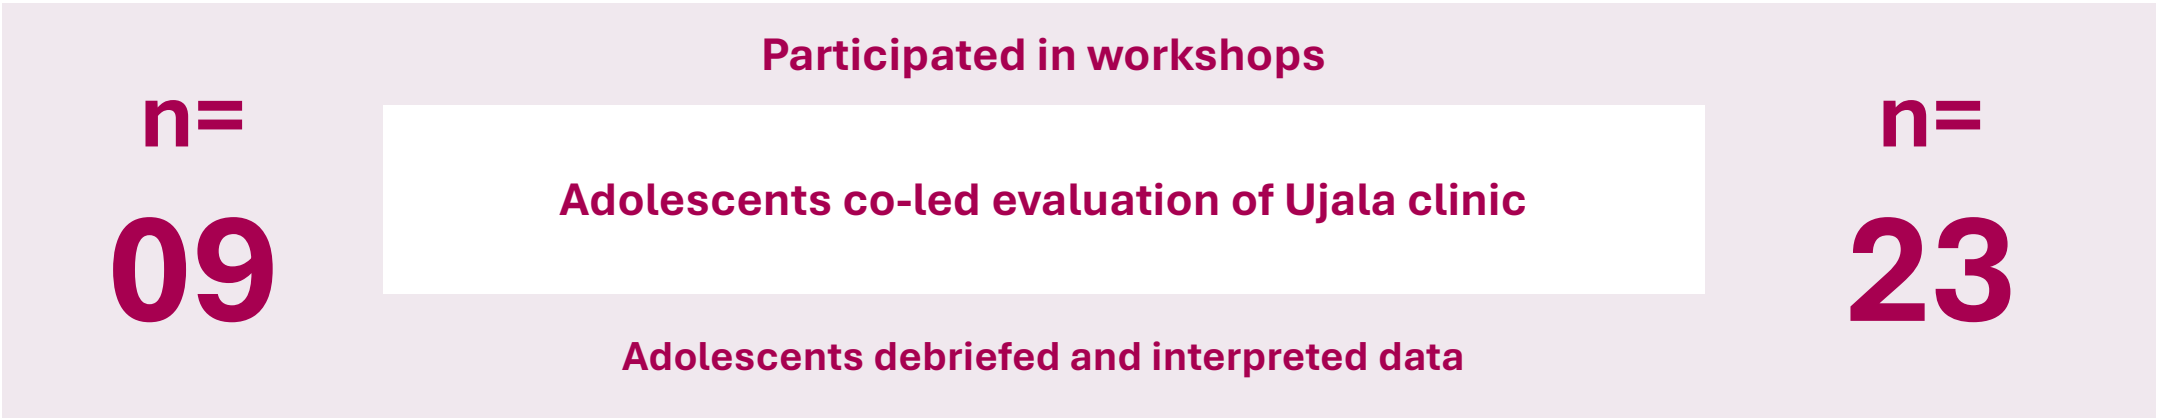 Participated in workshops
n=
09
Adolescents co-led evaluation of Ujala clinic
n=
23
Adolescents debriefed and interpreted data